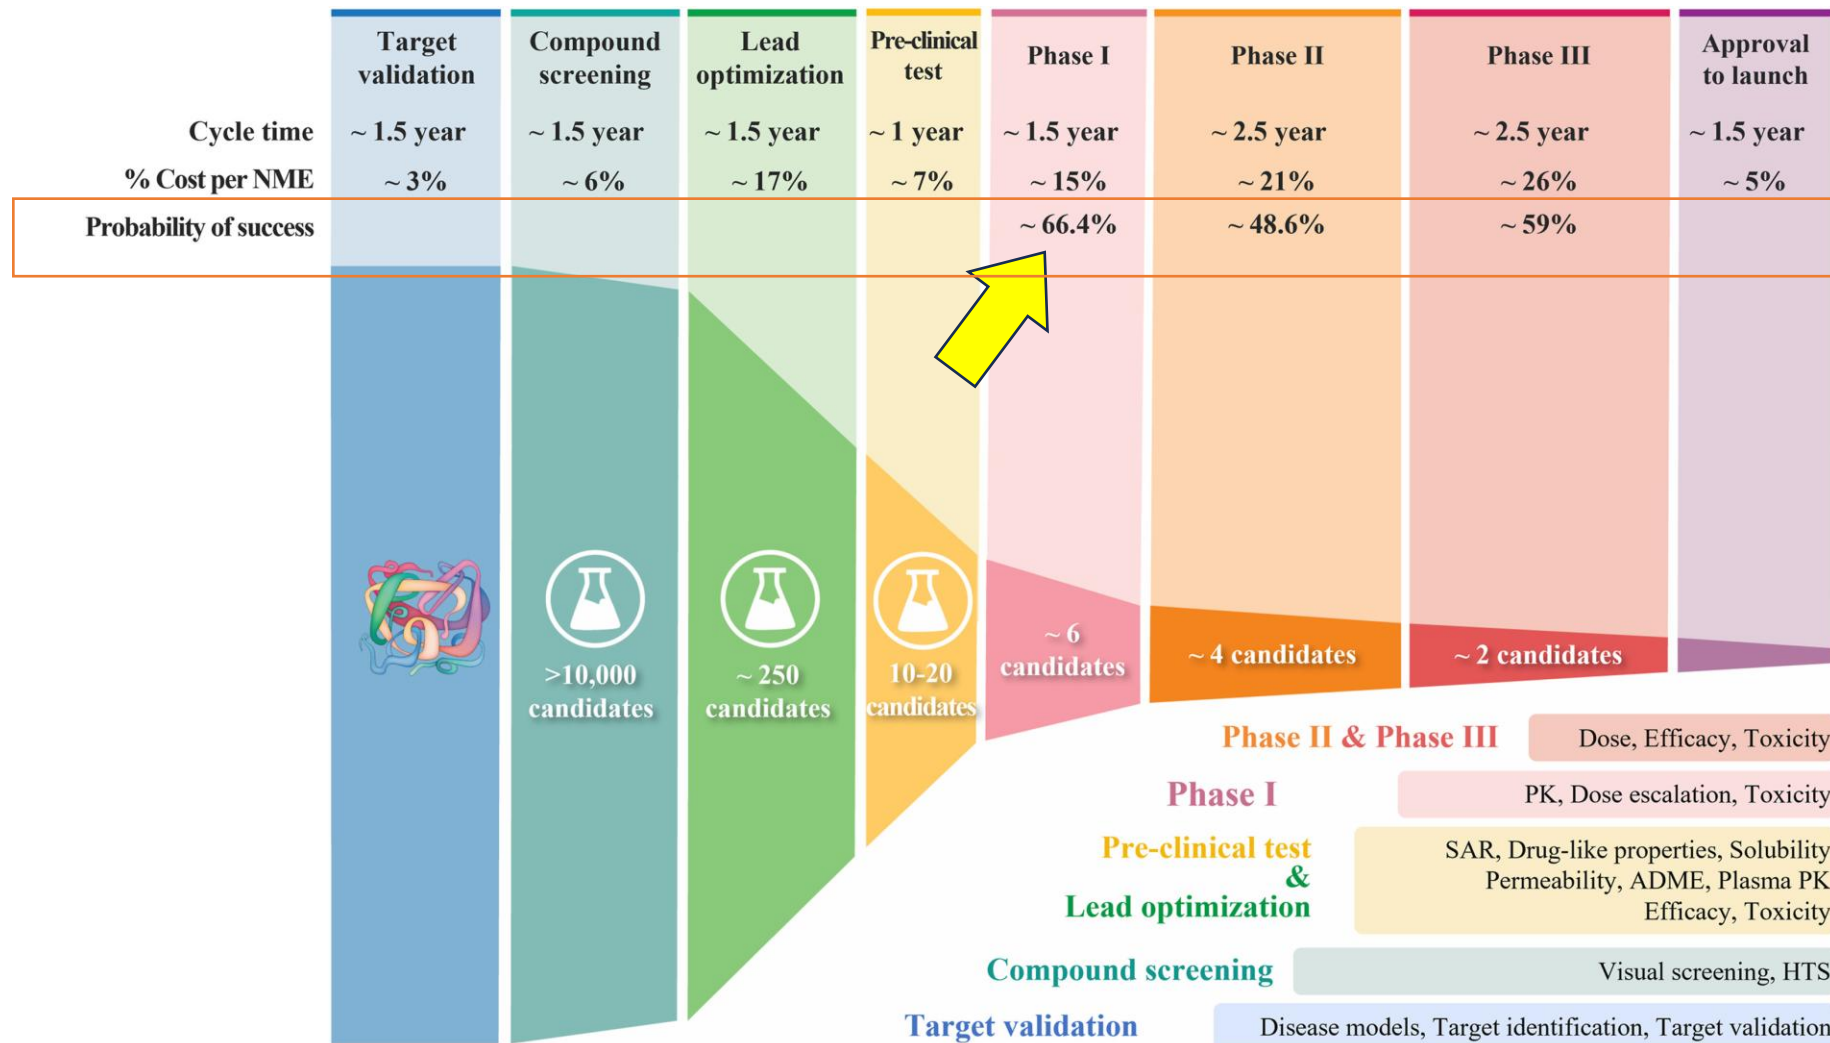 Target validation
Compound screening
Lead optimization
Pre-clinical test
Phase I
Phase II
Phase III
Approval to launch
Cycle time ~ 1.5 year ~ 1.5 year ~ 1.5 year ~ 1 year ~ 1.5 year ~ 2.5 year ~ 2.5 year ~ 1.5 year
% Cost per NME ~ 3% ~ 6% ~ 17% ~ 7% ~ 15% ~ 21% ~ 26% ~ 5%
Probability of success ~ 66.4% ~ 48.6% ~ 59%
>10,000
candidates
~ 250
candidates
10-20
candidates
~ 6
candidates
~ 4 candidates
~ 2 candidates
Phase II & Phase III Dose, Efficacy, Toxicity
Phase I PK, Dose escalation, Toxicity
Pre-clinical test
&
Lead optimization
SAR, Drug-like properties, Solubility
Permeability, ADME, Plasma PK
Efficacy, Toxicity
Compound screening Visual screening, HTS
Target validation Disease models, Target identification, Target validation